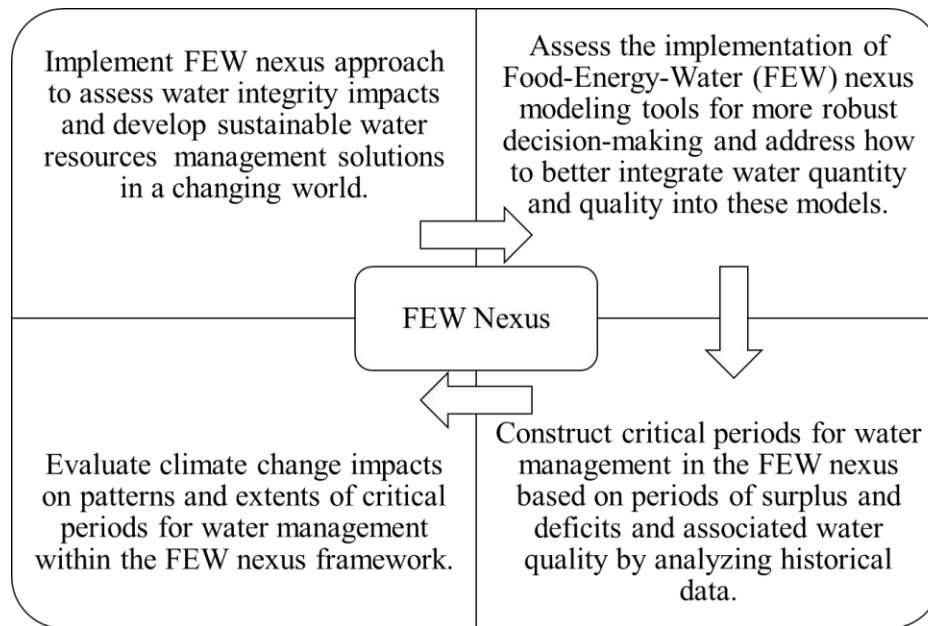 Implement FEW nexus approach
to assess water integrity impacts
and develop sustainable water
resources management solutions
in a changing world.
Assess the implementation of
Food-Energy-Water (FEW) nexus
modeling tools for more robust
decision-making and address how
to better integrate water quantity
and quality into these models.
FEW Nexus
Evaluate climate change impacts
on patterns and extents of critical
periods for water management
within the FEW nexus framework.
Construct critical periods for water
management in the FEW nexus
based on periods of surplus and
deficits and associated water
quality by analyzing historical
data.